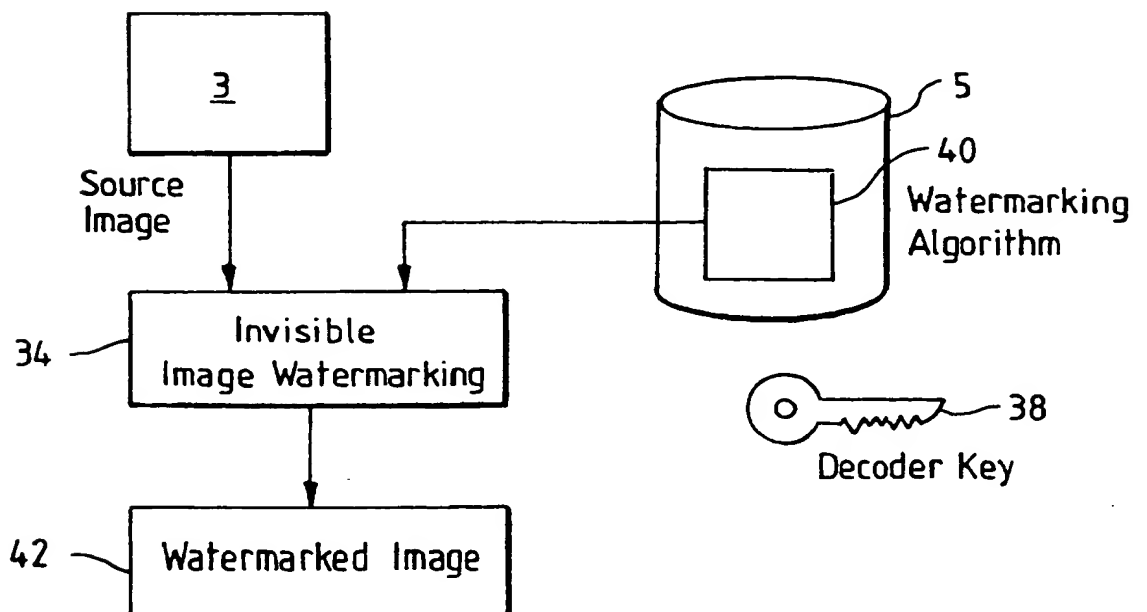 3
Source
Image
5
40
Watermarking
Algorithm
34
Invisible
Image Watermarking
38
Decoder Key
42
Watermarked Image